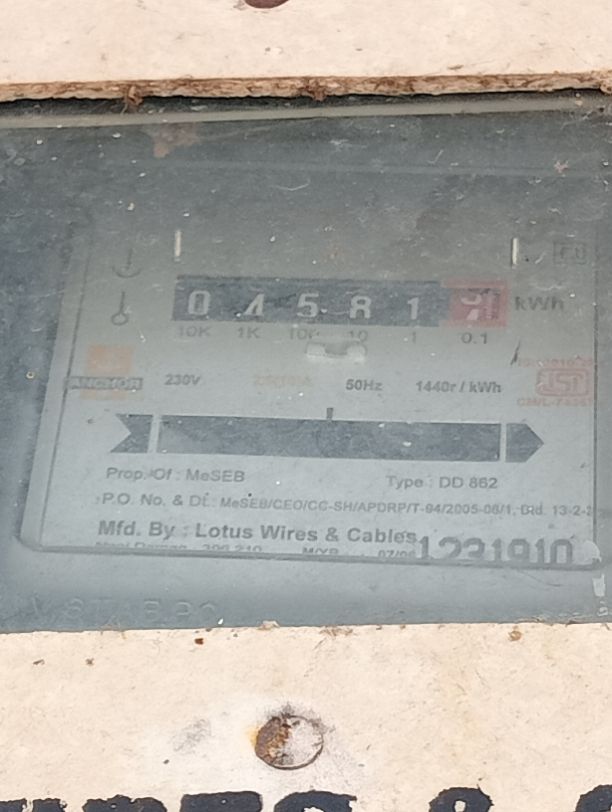 0 4 5 8 1 kWh
10K 1K 100 10 1 0.1
ANCHOR 230V 50Hz 1440r / kWh ISI
Prop. Of : MeSEB Type : DD 862
P.O. No. & Dt. : MeSEB/CEO/CC-SH/APDRP/T-94/2005-06/1, Dtd. 13-2-2
Mfd. By : Lotus Wires & Cables
1231910